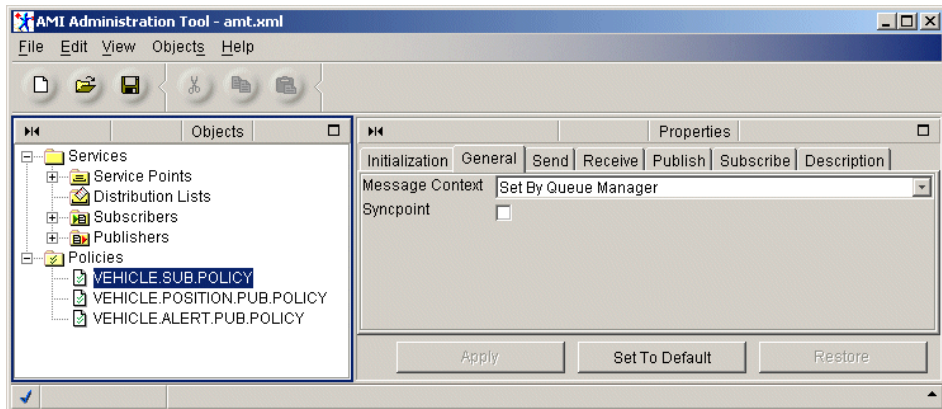 AMI Administration Tool - amt.xml
File Edit View Objects Help
Objects
Services
Service Points
Distribution Lists
Subscribers
Publishers
Policies
VEHICLE.SUB.POLICY
VEHICLE.POSITION.PUB.POLICY
VEHICLE.ALERT.PUB.POLICY
Properties
Initialization General Send Receive Publish Subscribe Description
Message Context Set By Queue Manager
Syncpoint
Apply Set To Default Restore